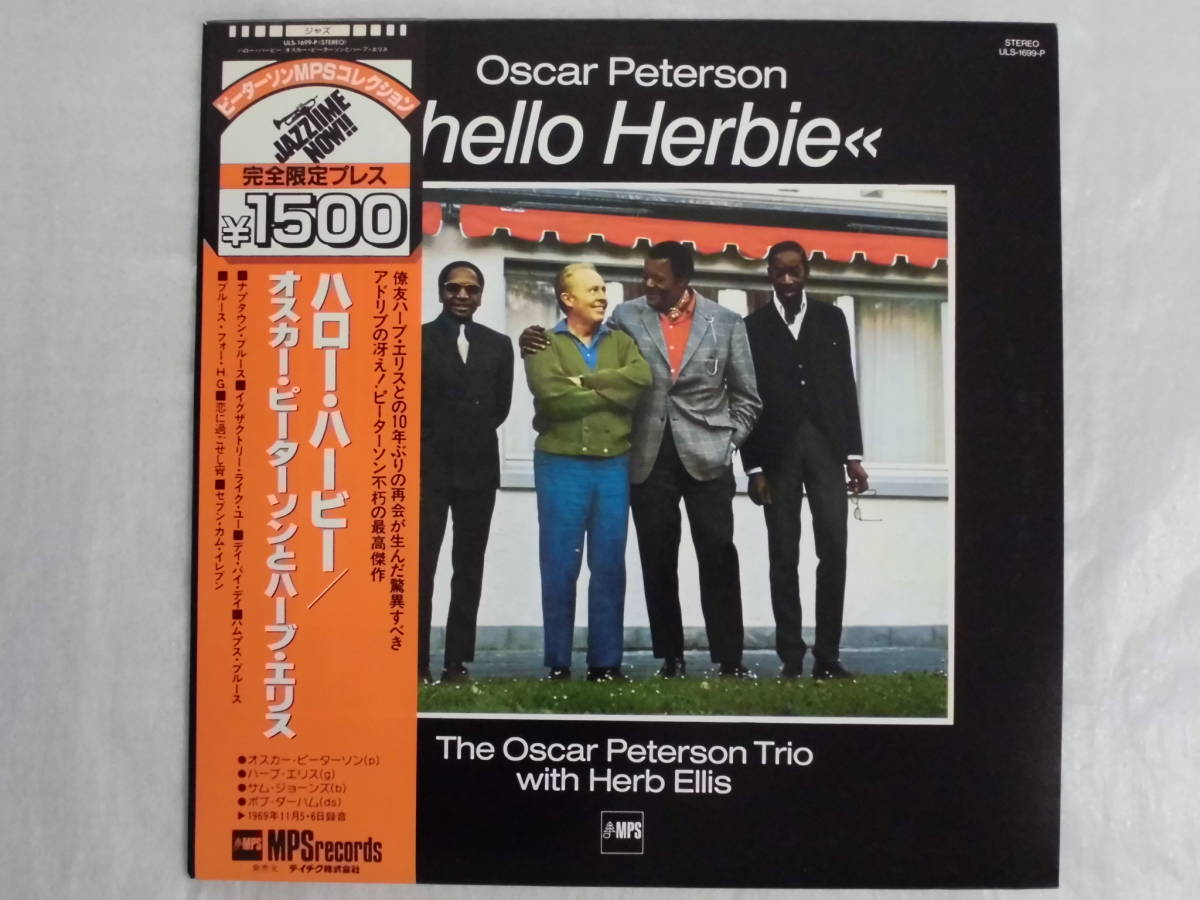 ジャズ
ULS-1699-P(STEREO)
ハロー・ハービー オスカー・ピーターソンとハーブ・エリス
ピーターソンMPSコレクション
JAZZTIME
NOW!!
完全限定プレス
¥1500
僚友ハーブ・エリスとの10年ぶりの再会が生んだ驚異すべき
アドリブの冴え!ピーターソン不朽の最高傑作
ハロー・ハービー/
オスカー・ピーターソンとハーブ・エリス
■ナプタウン・ブルース■イグザクトリー・ライク・ユー■デイ・バイ・デイ■ハムプス・ブルース
■ブルース・フォー・H.G.■恋に過ごせし宵■セブン・カム・イレブン
●オスカー・ピーターソン(p)
●ハーブ・エリス(g)
●サム・ジョーンズ(b)
●ボブ・ダーハム(ds)
▶1969年11月5・6日録音
MPS MPSrecords
発売元 テイチク株式会社
STEREO
ULS-1699-P
Oscar Peterson
hello Herbie«
The Oscar Peterson Trio
with Herb Ellis
MPS